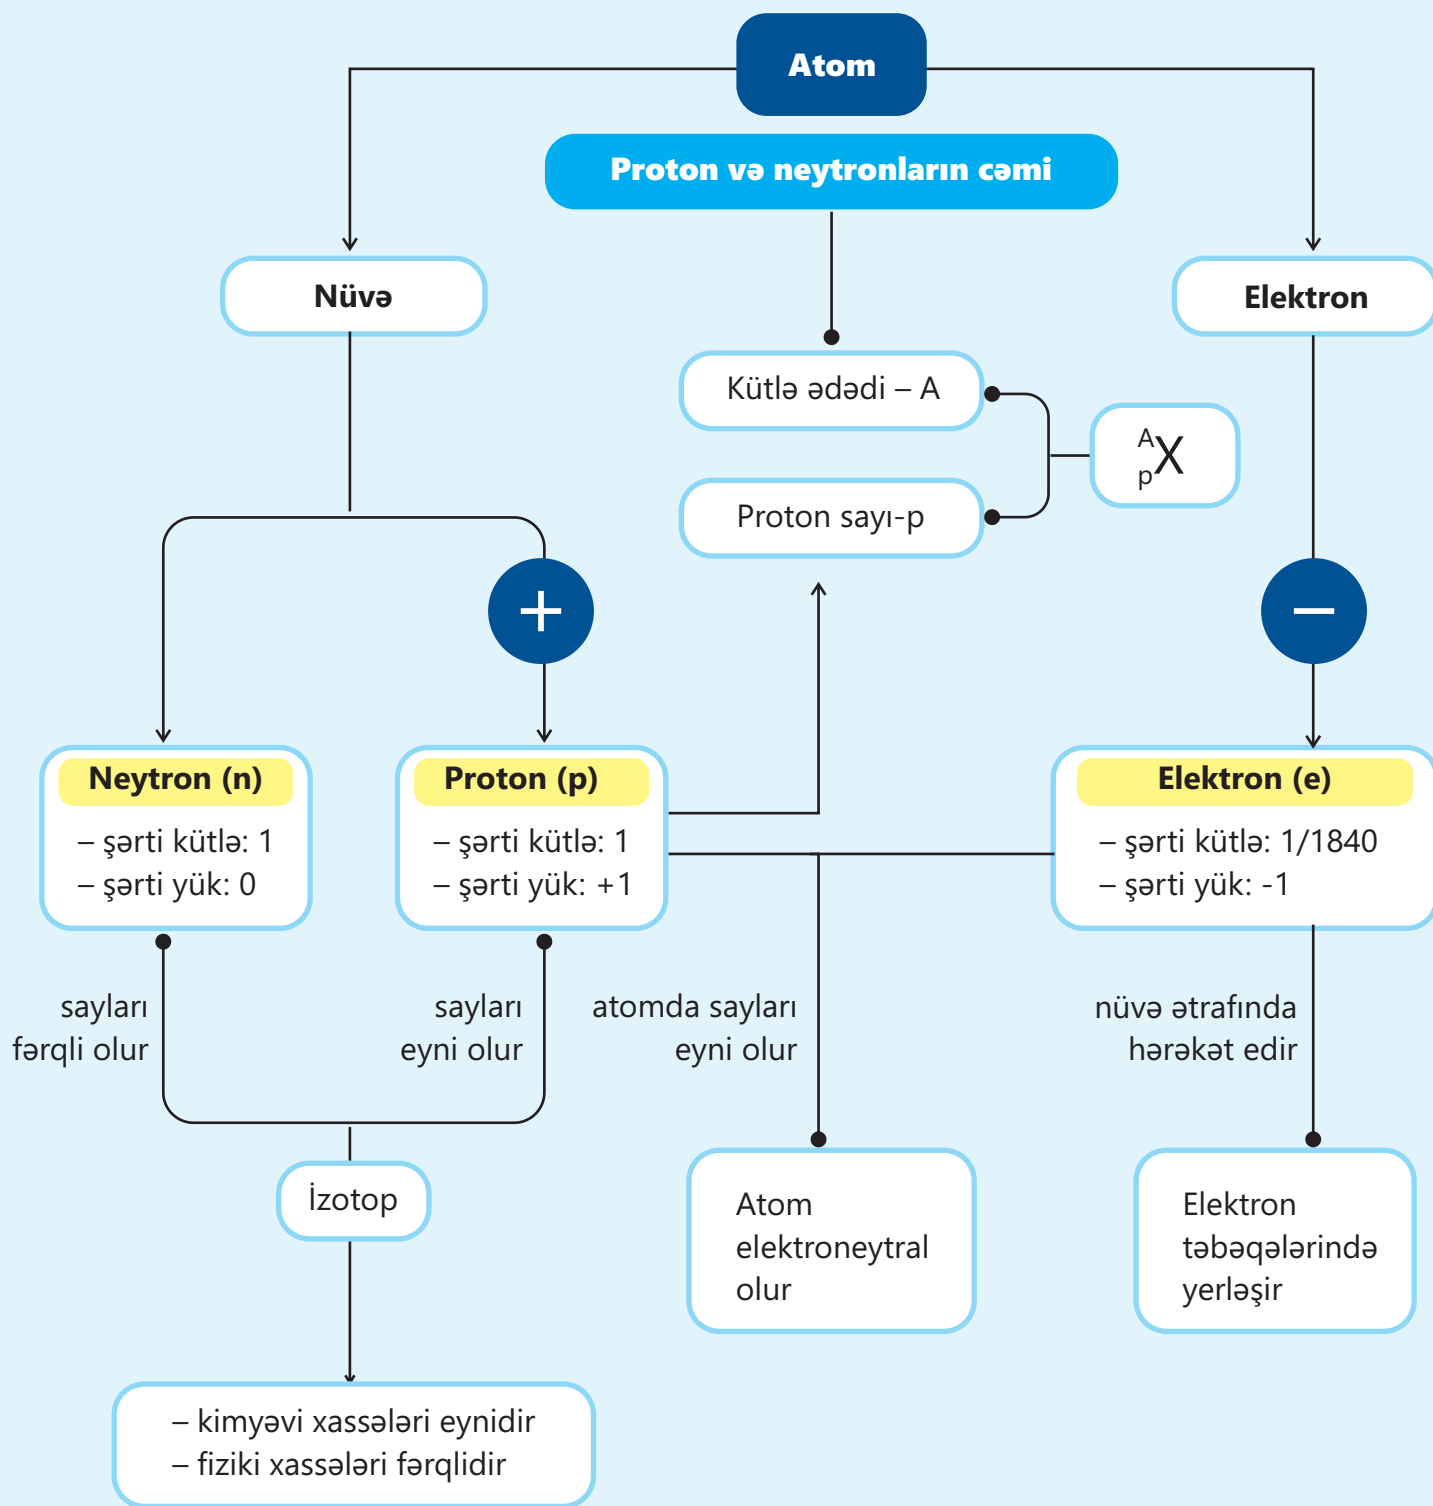 Atom
Proton və neytronların cəmi
Nüvə
Elektron
Kütlə ədədi – A
A
pX
Proton sayı-p
+
–
Neytron (n)
– şərti kütlə: 1
– şərti yük: 0
Proton (p)
– şərti kütlə: 1
– şərti yük: +1
Elektron (e)
– şərti kütlə: 1/1840
– şərti yük: -1
sayları
fərqli olur
sayları
eyni olur
atomda sayları
eyni olur
nüvə ətrafında
hərəkət edir
İzotop
Atom
elektroneytral
olur
Elektron
təbəqələrində
yerləşir
– kimyəvi xassələri eynidir
– fiziki xassələri fərqlidir